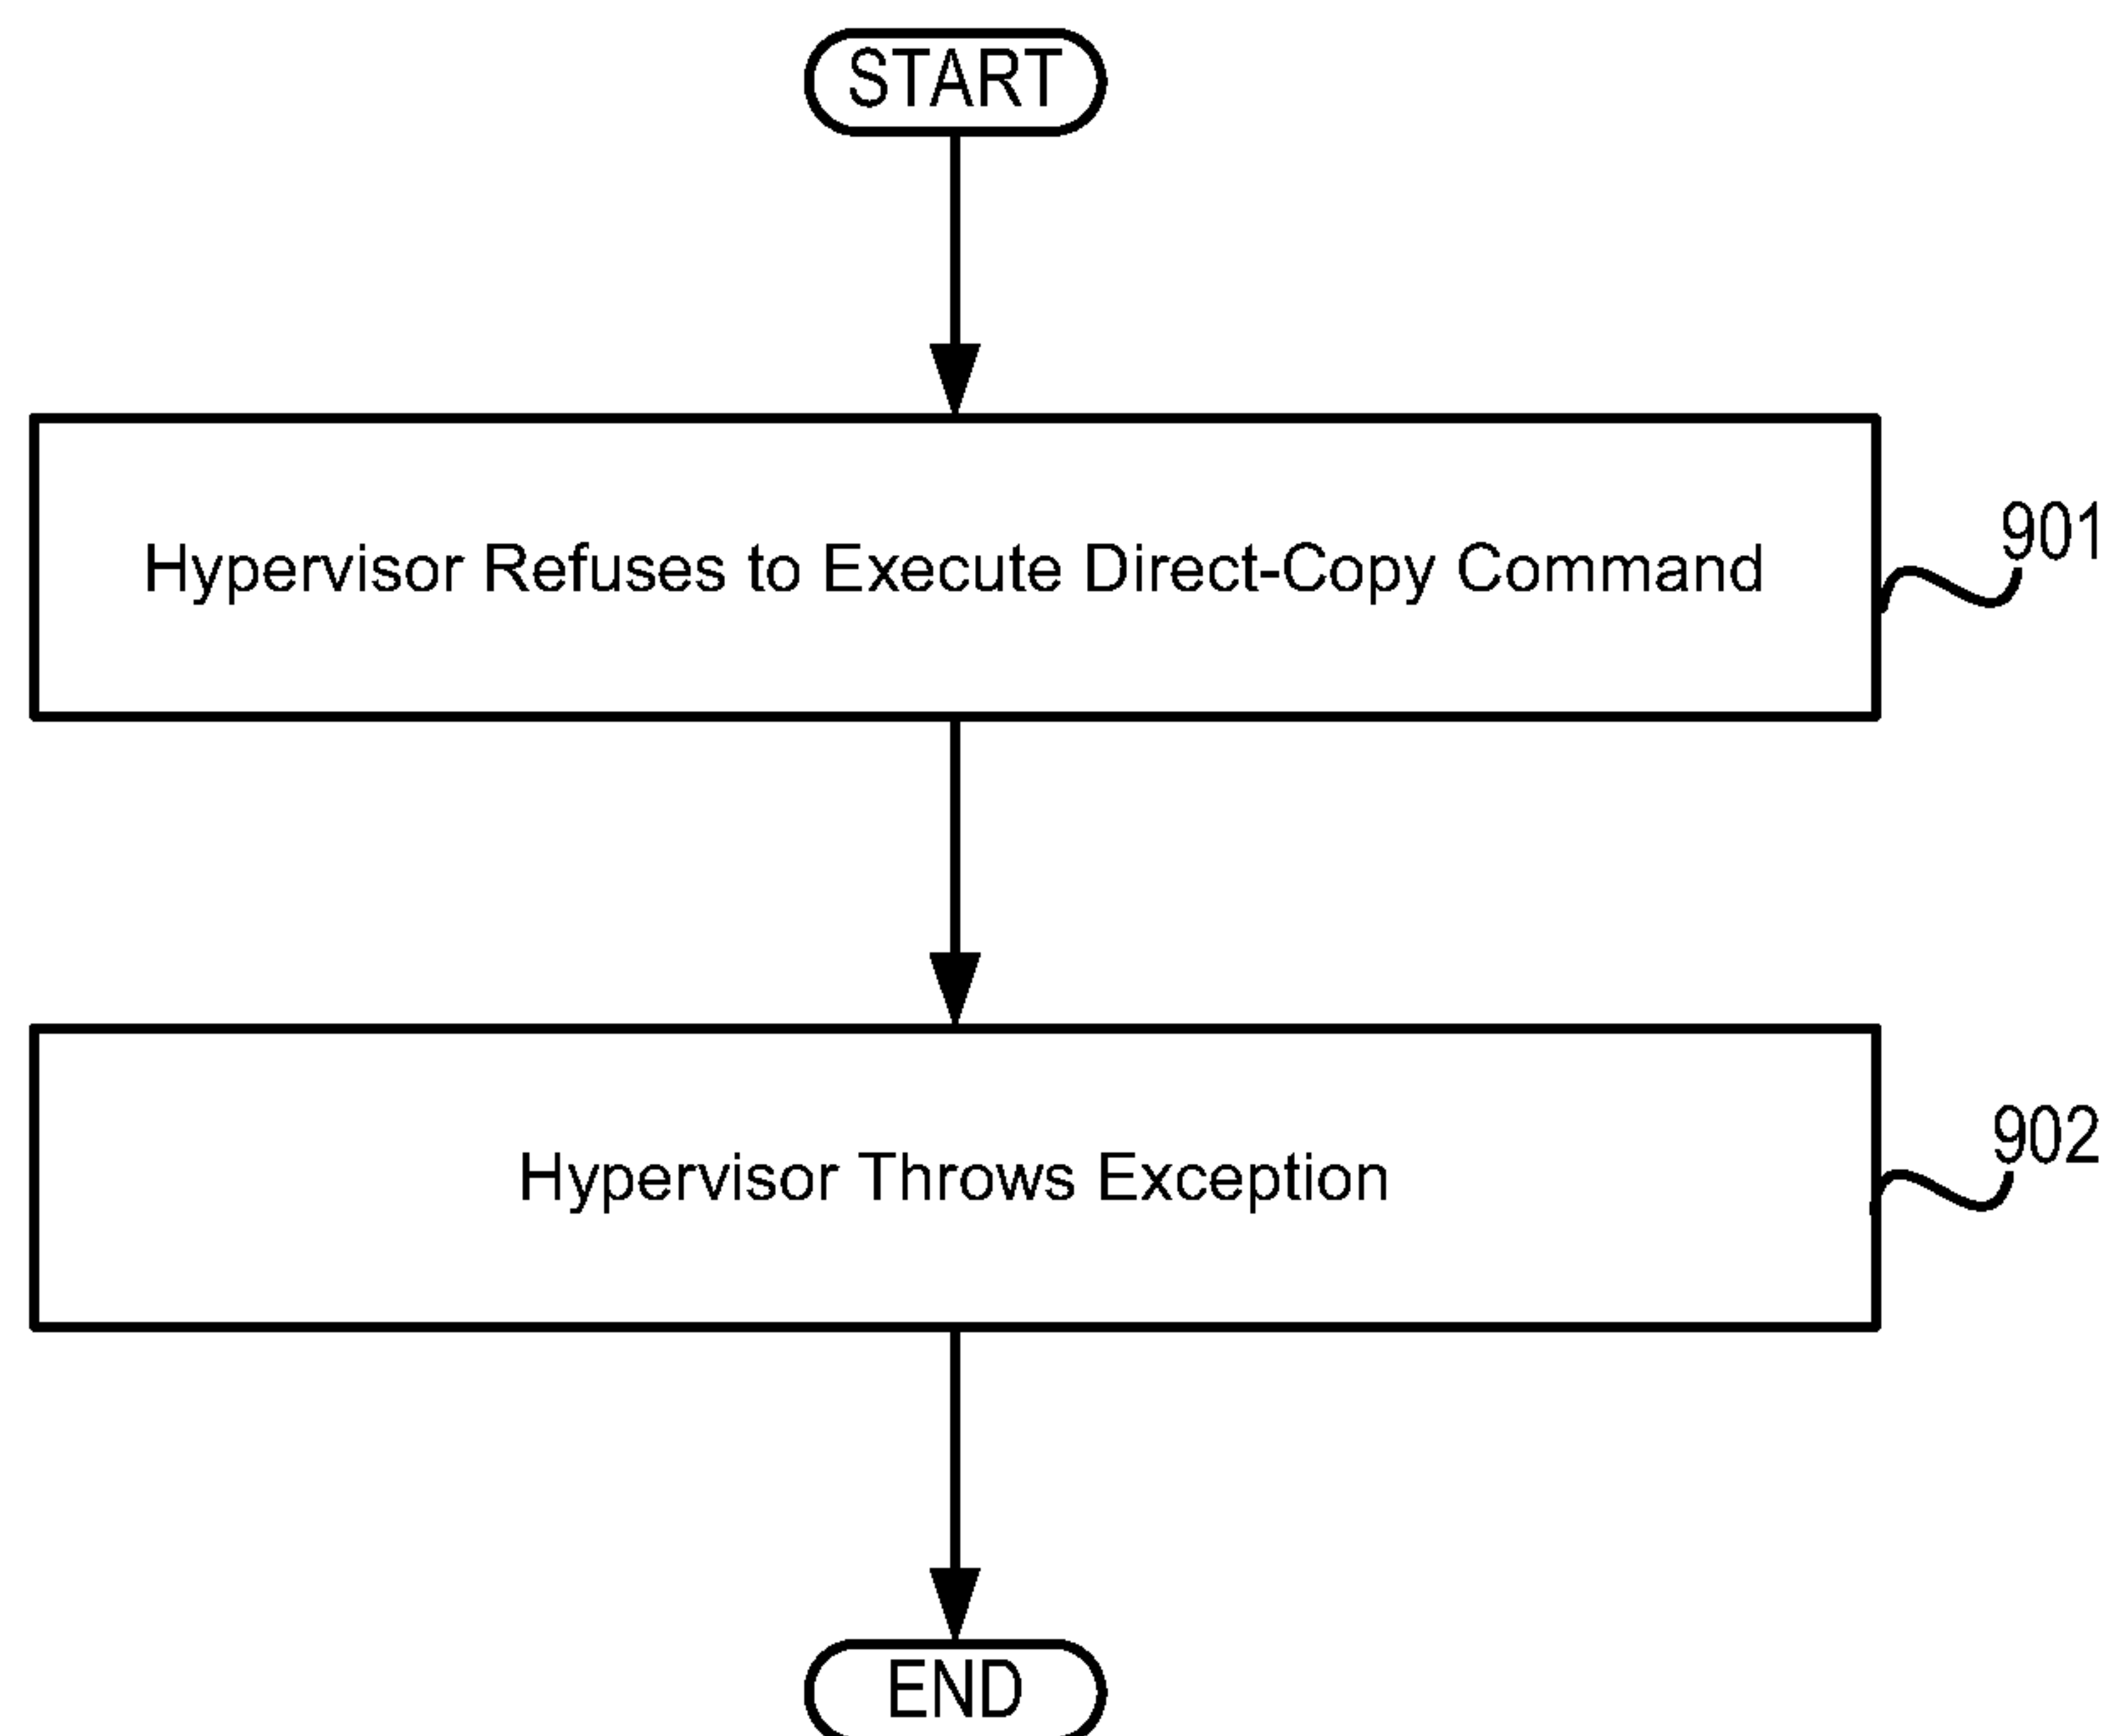 START
Hypervisor Refuses to Execute Direct-Copy Command
901
Hypervisor Throws Exception
902
END